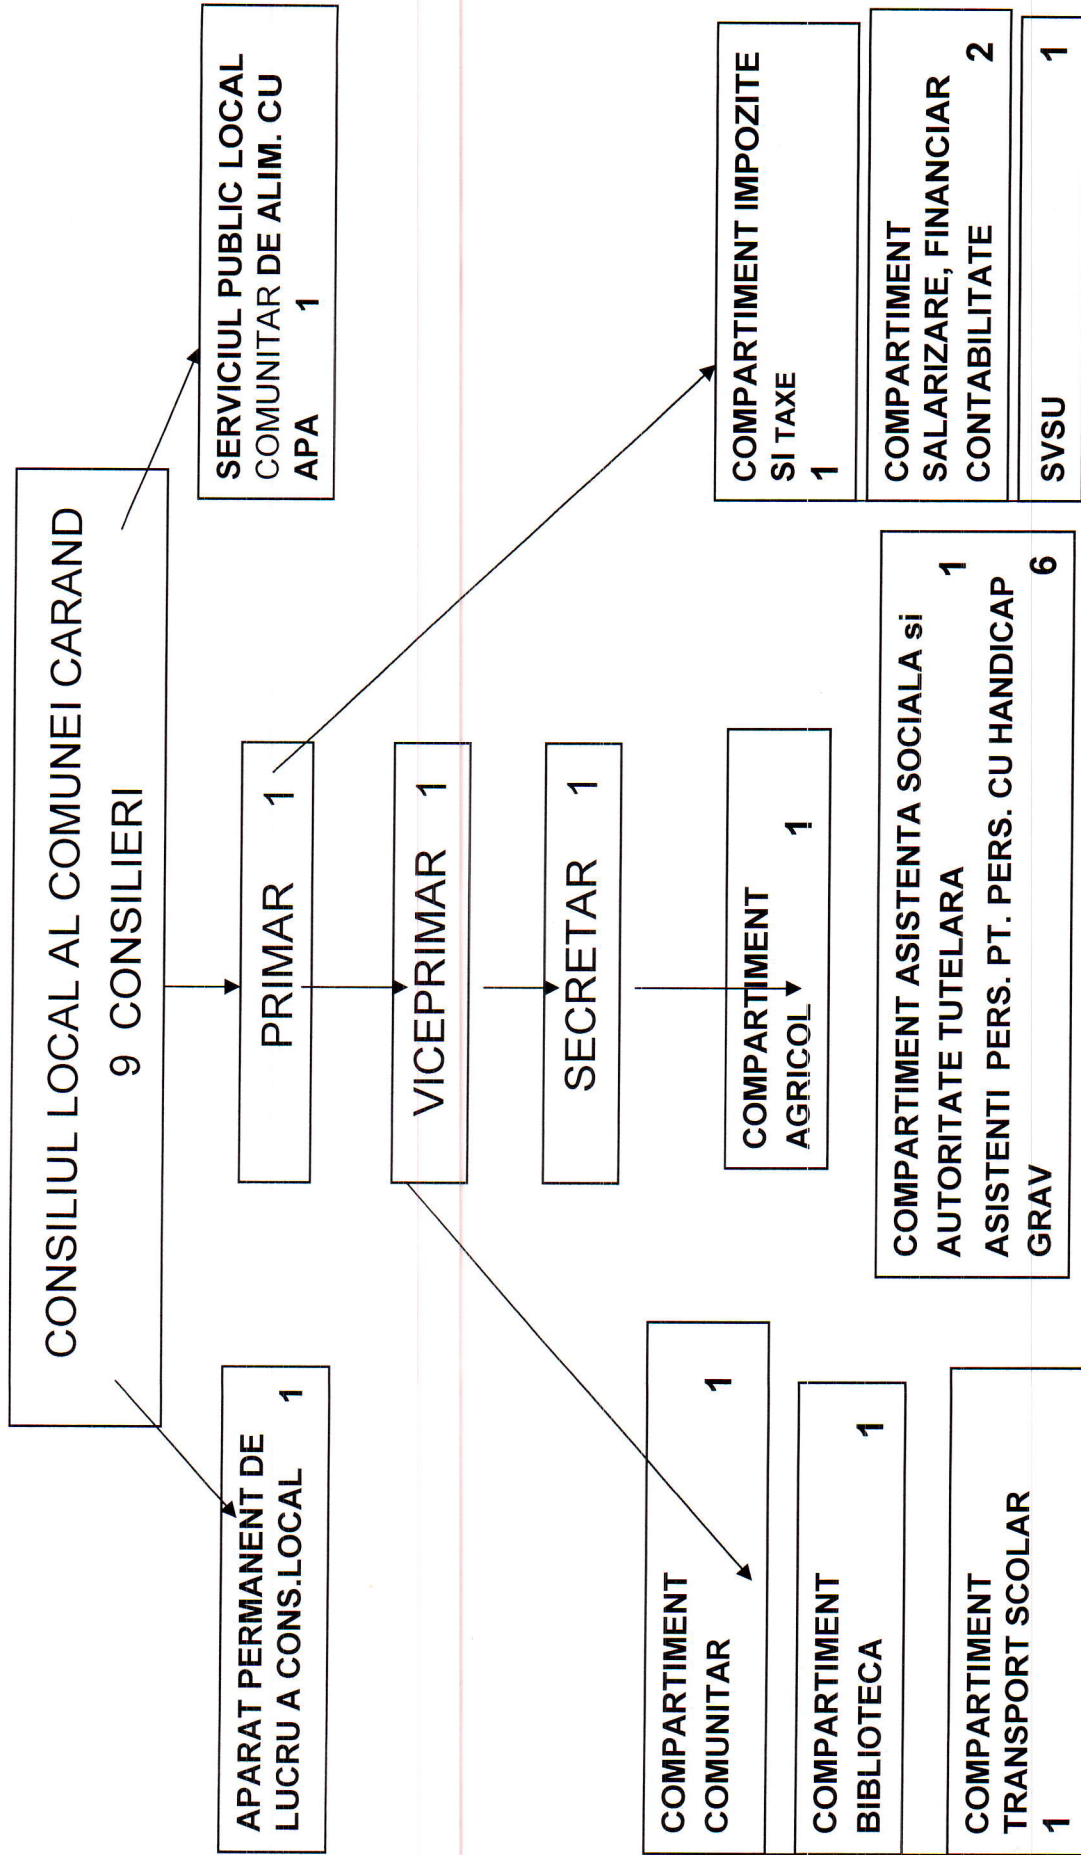 CONSILIUL LOCAL AL COMUNEI CARAND
9 CONSILIERI
APARAT PERMANENT DE
LUCRU A CONS.LOCAL 1
SERVICIUL PUBLIC LOCAL
COMUNITAR DE ALIM. CU
APA 1
PRIMAR 1
VICEPRIMAR 1
SECRETAR 1
COMPARTIMENT
COMUNITAR 1
COMPARTIMENT
BIBLIOTECA 1
COMPARTIMENT
TRANSPORT SCOLAR
1
COMPARTIMENT
AGRICOL 1
COMPARTIMENT ASISTENTA SOCIALA si
AUTORITATE TUTELARA 1
ASISTENTI PERS. PT. PERS. CU HANDICAP
GRAV 6
COMPARTIMENT IMPOZITE
SI TAXE
1
COMPARTIMENT
SALARIZARE, FINANCIAR
CONTABILITATE 2
SVSU 1